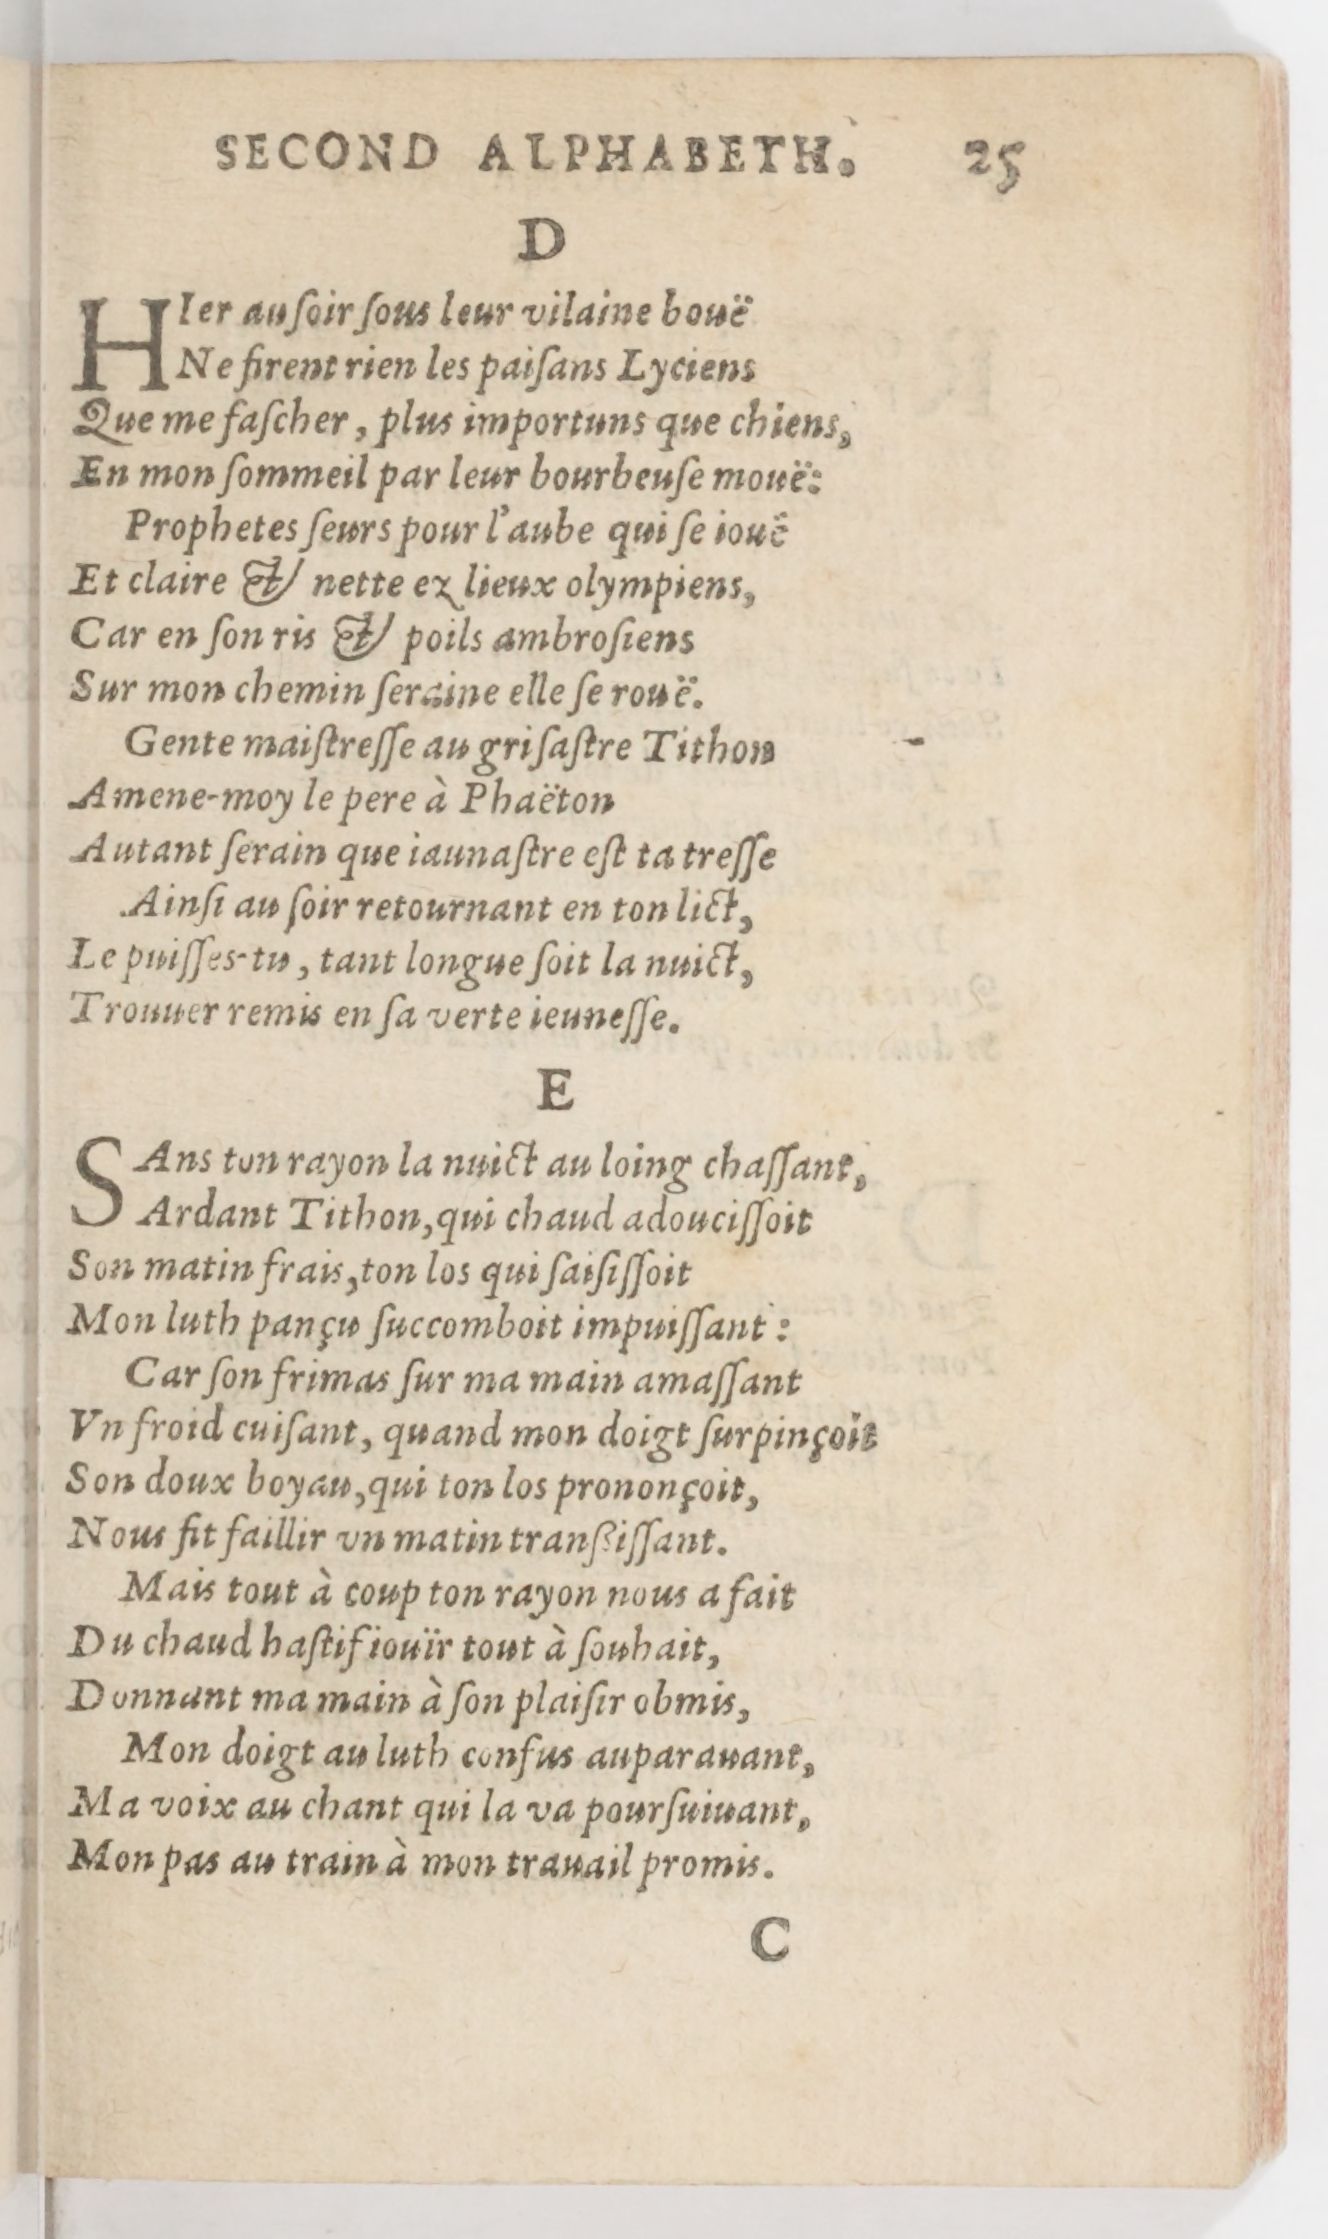 SECOND ALPHABETH. 25
D
HIer au ſoir ſous leur vilaine bouë
Ne firent rien les paiſans Lyciens
Que me faſcher, plus importuns que chiens,
En mon ſommeil par leur bourbeuſe mouë:
Prophetes ſeurs pour l'aube qui ſe iouë
Et claire & nette ez lieux olympiens,
Car en ſon ris & poils ambroſiens
Sur mon chemin ſeraine elle ſe rouë.
Gente maiſtreſſe au griſaſtre Tithon
Amene-moy le pere à Phaëton
Autant ſerain que iaunaſtre eſt ta treſſe
Ainſi au ſoir retournant en ton lict,
Le puiſſes-tu, tant longue ſoit la nuict,
Trouuer remis en ſa verte ieuneſſe.
E
SAns ton rayon la nuict au loing chaſſant,
Ardant Tithon, qui chaud adouciſſoit
Son matin frais, ton los qui ſaiſiſſoit
Mon luth pançu ſuccomboit impuiſſant:
Car ſon frimas ſur ma main amaſſant
Vn froid cuiſant, quand mon doigt ſurpinçoit
Son doux boyau, qui ton los prononçoit,
Nous fit faillir vn matin tranſsiſſant.
Mais tout à coup ton rayon nous a fait
Du chaud haſtif iouïr tout à ſouhait,
Donnant ma main à ſon plaiſir obmis,
Mon doigt au luth confus auparauant,
Ma voix au chant qui la va pourſuiuant,
Mon pas au train à mon trauail promis.
C